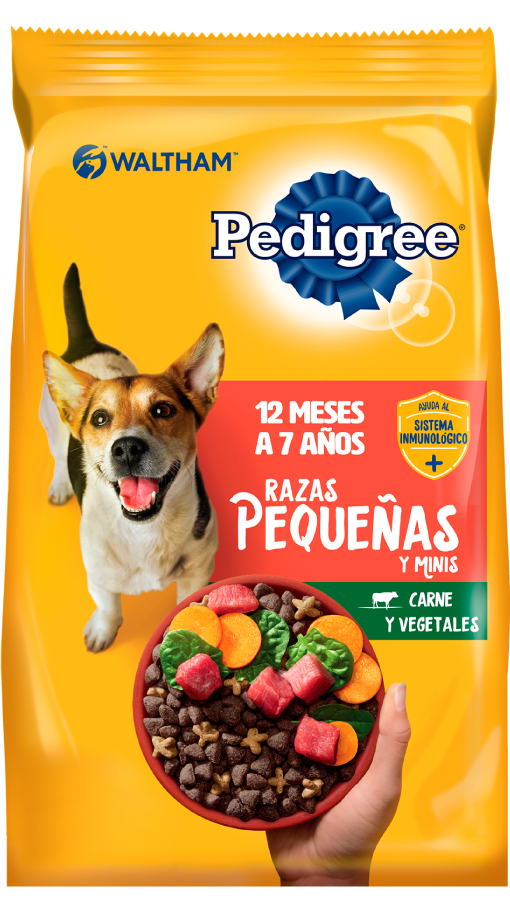 WALTHAM™
Pedigree®
12 MESES
A 7 AÑOS
AYUDA AL
SISTEMA
INMUNOLÓGICO
+
RAZAS
PEQUEÑAS
Y MINIS
CARNE
Y VEGETALES